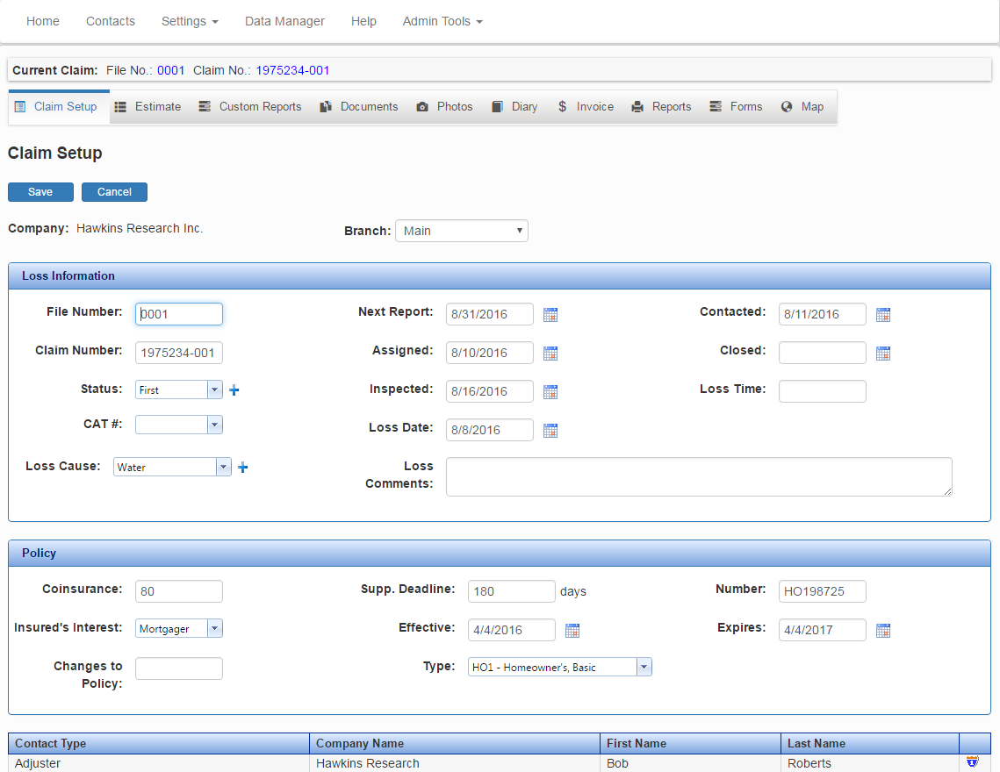 Home Contacts Settings Data Manager Help Admin Tools
Current Claim: File No.: 0001 Claim No.: 1975234-001
Claim Setup Estimate Custom Reports Documents Photos Diary $ Invoice Reports Forms Map
Claim Setup
Save Cancel
Company: Hawkins Research Inc. Branch: Main
Loss Information
File Number: 0001 Next Report: 8/31/2016 Contacted: 8/11/2016
Claim Number: 1975234-001 Assigned: 8/10/2016 Closed:
Status: First Inspected: 8/16/2016 Loss Time:
CAT #: Loss Date: 8/8/2016
Loss Cause: Water Loss
Comments:
Policy
Coinsurance: 80 Supp. Deadline: 180 days Number: HO198725
Insured's Interest: Mortgager Effective: 4/4/2016 Expires: 4/4/2017
Changes to Type: HO1 - Homeowner's, Basic
Policy:
Contact Type Company Name First Name Last Name
Adjuster Hawkins Research Bob Roberts